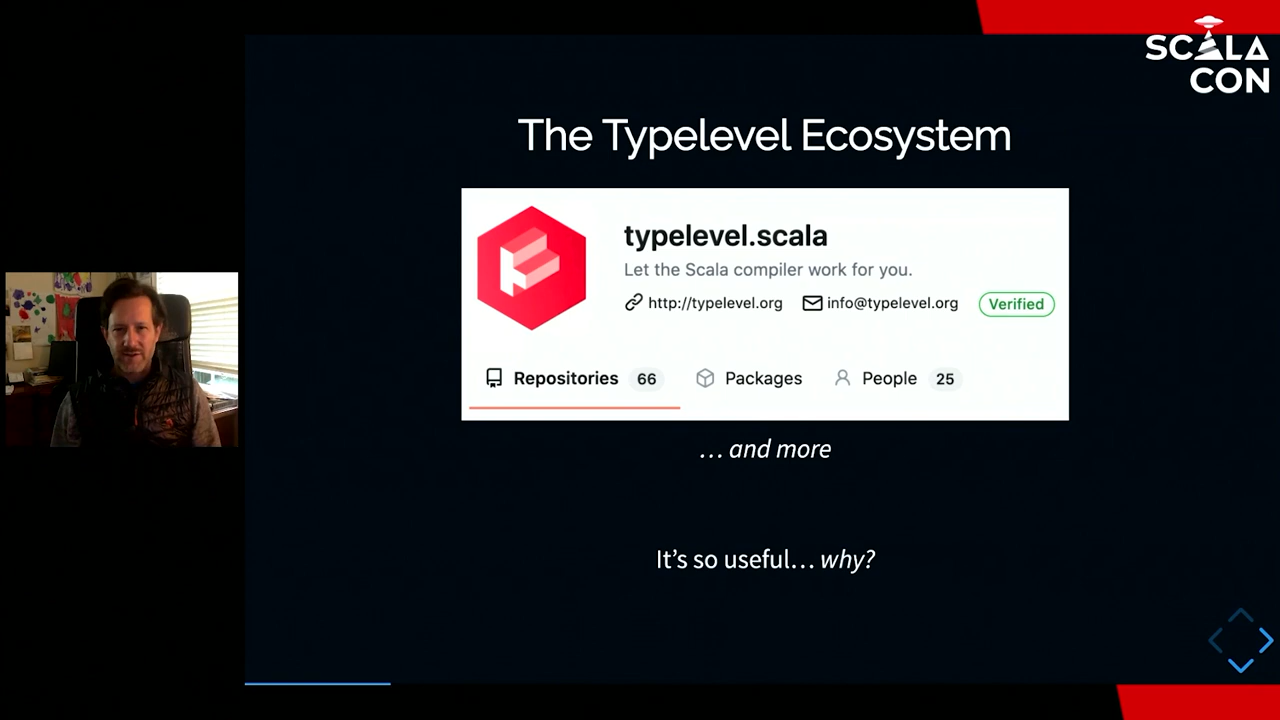 SCALA
CON
The Typelevel Ecosystem
typelevel.scala
Let the Scala compiler work for you.
http://typelevel.org info@typelevel.org Verified
Repositories 66 Packages People 25
… and more
It's so useful… why?